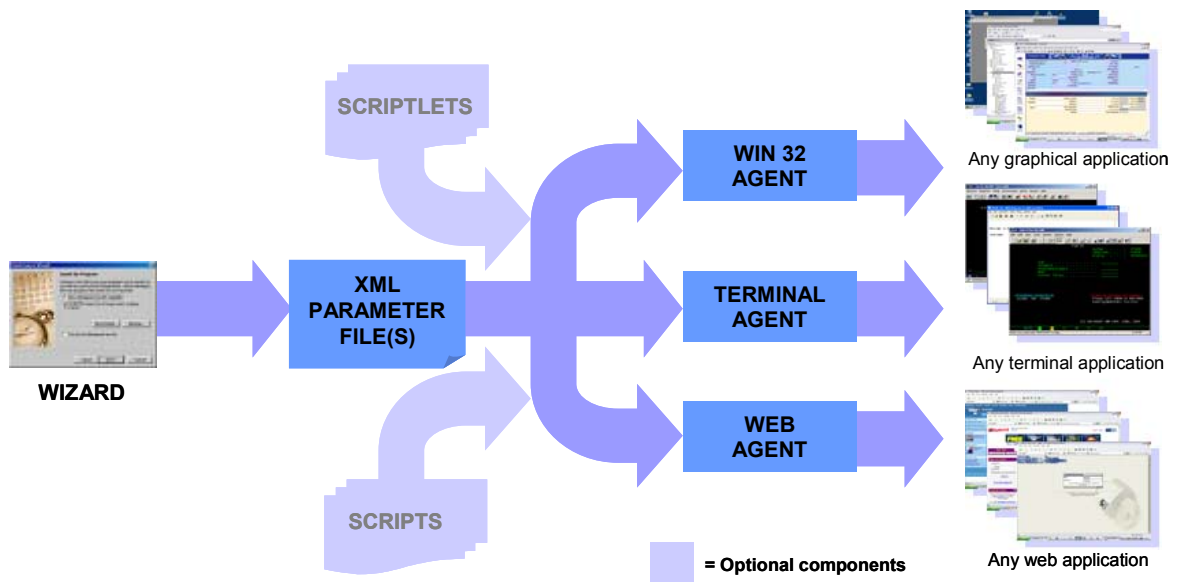 SCRIPTLETS
WIN 32
AGENT
Any graphical application
XML
PARAMETER
FILE(S)
TERMINAL
AGENT
WIZARD
Any terminal application
WEB
AGENT
SCRIPTS
= Optional components
Any web application